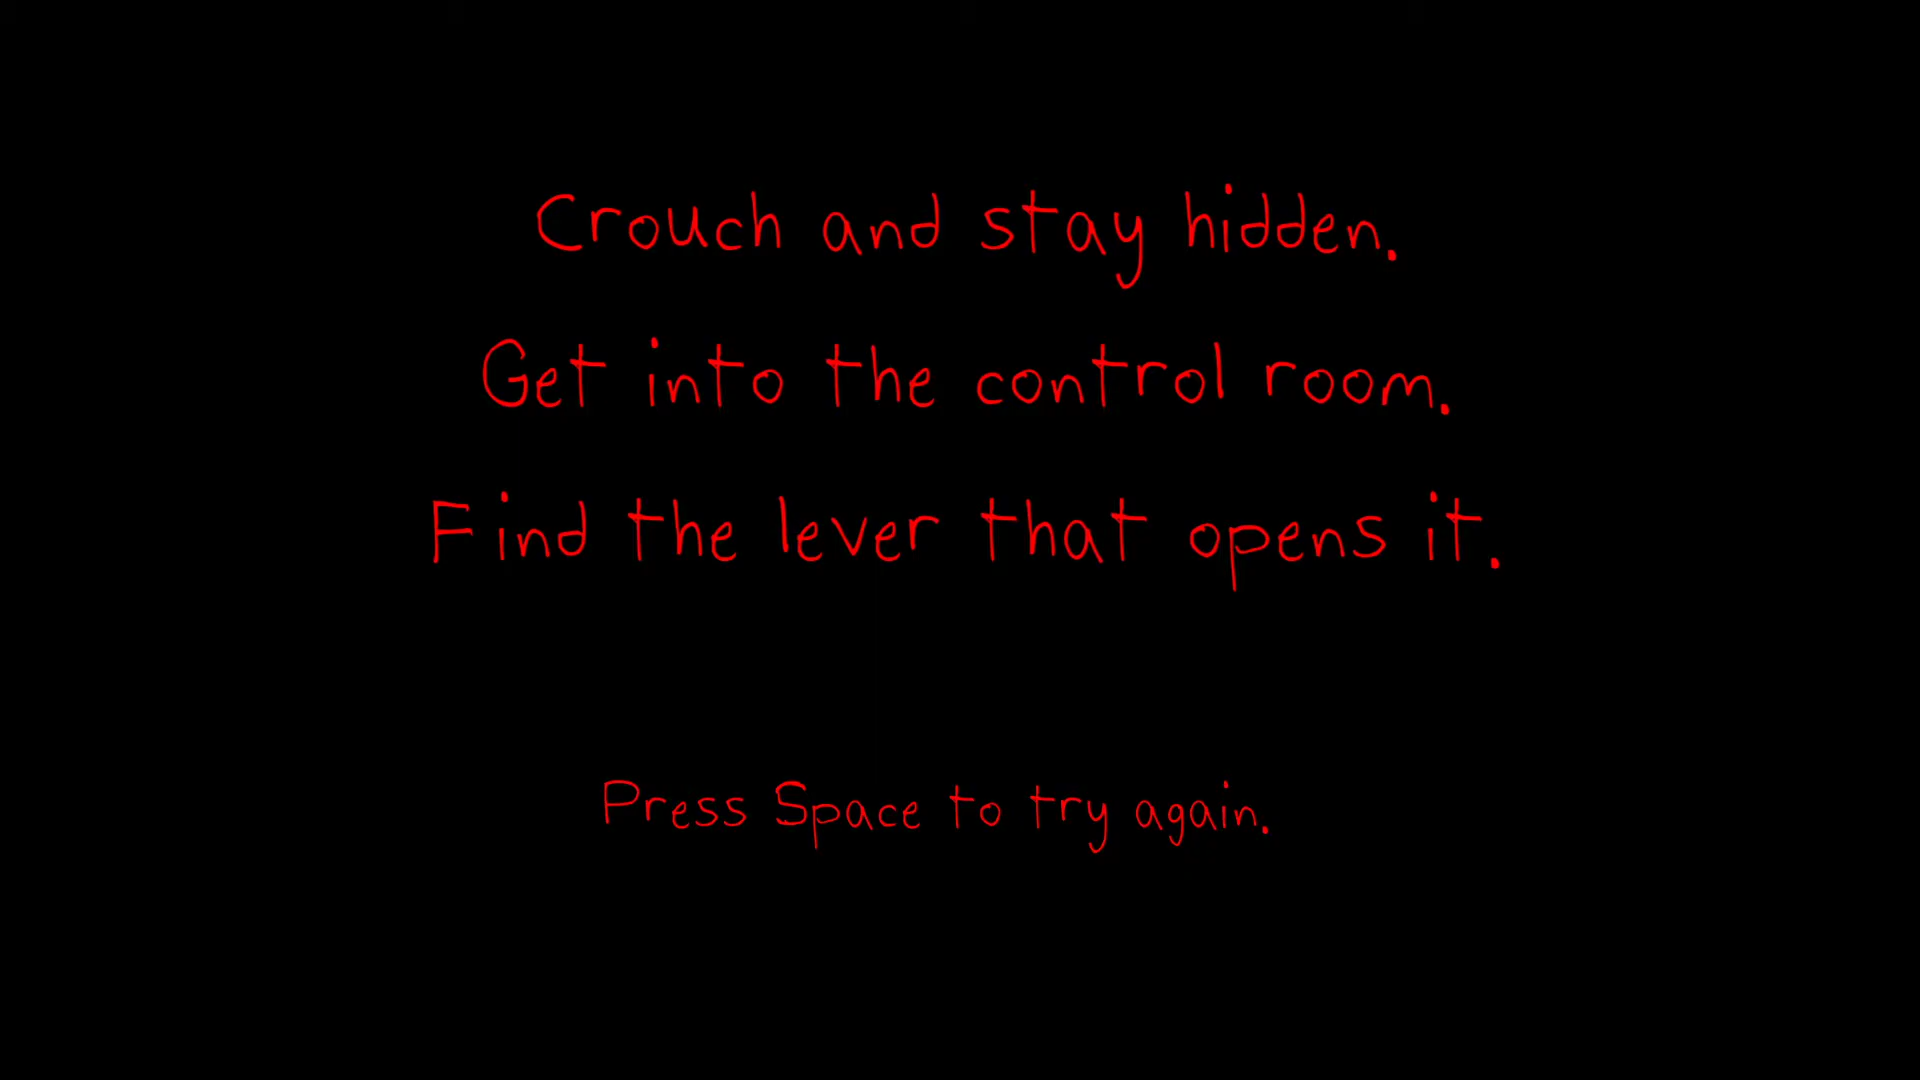 Crouch and stay hidden.
Get into the control room.
Find the lever that opens it.
Press Space to try again.